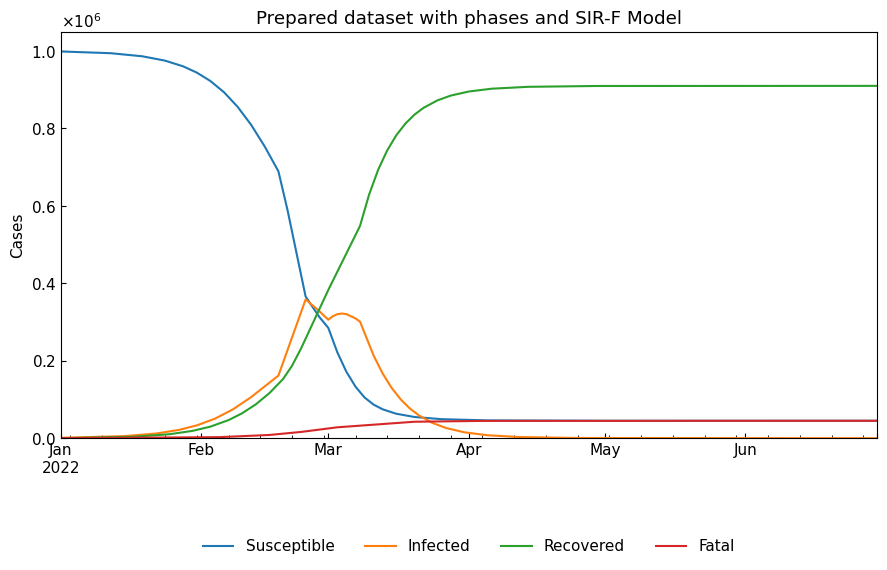 Prepared dataset with phases and SIR-F Model
×10⁶
1.0
0.8
0.6
0.4
0.2
0.0
Cases
Jan Feb Mar Apr May Jun
2022
Susceptible Infected Recovered Fatal